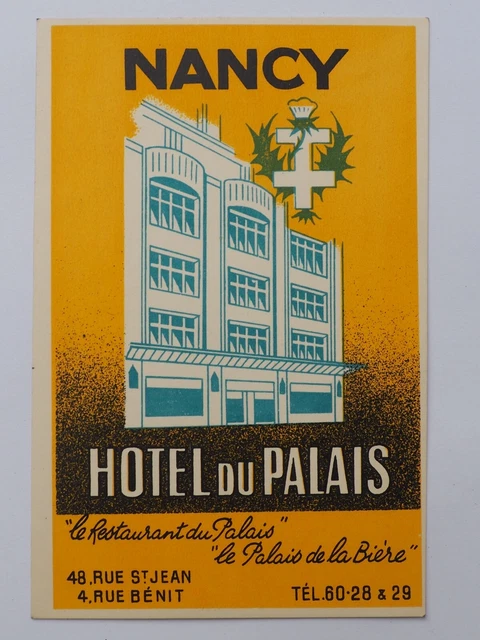 NANCY
HOTEL DU PALAIS
"le Restaurant du Palais"
"le Palais de la Bière"
48, RUE ST JEAN
4, RUE BÉNIT
TÉL. 60-28 & 29